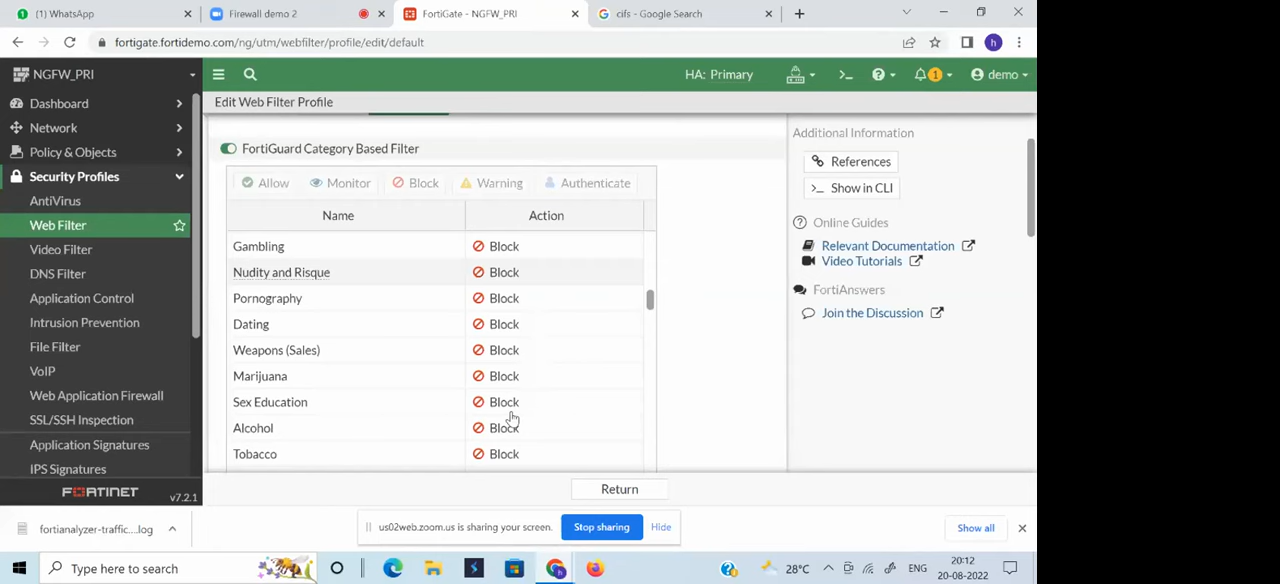 (1) WhatsApp
Firewall demo 2
FortiGate - NGFW_PRI
cifs - Google Search
fortigate.fortidemo.com/ng/utm/webfilter/profile/edit/default
h
NGFW_PRI
HA: Primary
1
demo
Dashboard
Network
Policy & Objects
Security Profiles
AntiVirus
Web Filter
Video Filter
DNS Filter
Application Control
Intrusion Prevention
File Filter
VoIP
Web Application Firewall
SSL/SSH Inspection
Application Signatures
IPS Signatures
FORTINET
v7.2.1
Edit Web Filter Profile
FortiGuard Category Based Filter
Allow Monitor Block Warning Authenticate
Name Action
Gambling Block
Nudity and Risque Block
Pornography Block
Dating Block
Weapons (Sales) Block
Marijuana Block
Sex Education Block
Alcohol Block
Tobacco Block
Return
Additional Information
References
>_ Show in CLI
Online Guides
Relevant Documentation
Video Tutorials
FortiAnswers
Join the Discussion
fortianalyzer-traffic....log
us02web.zoom.us is sharing your screen. Stop sharing Hide
Show all
Type here to search
28°C
ENG
20:12
20-08-2022